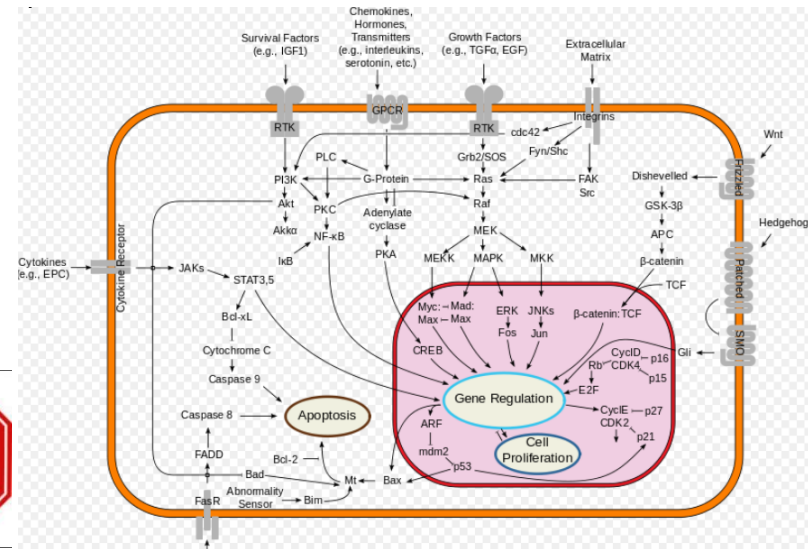 Survival Factors
(e.g., IGF1)
Chemokines,
Hormones,
Transmitters
(e.g., interleukins,
serotonin, etc.)
Growth Factors
(e.g., TGFα, EGF)
Extracellular
Matrix
RTK
GPCR
RTK
Integrins
cdc42
Wnt
PLC
Grb2/SOS
Fyn/Shc
Frizzled
PI3K
G-Protein
Ras
FAK
Src
Dishevelled
Akt
PKC
Adenylate
cyclase
Raf
GSK-3β
Akkα
NF-κB
MEK
APC
Hedgehog
Cytokines
(e.g., EPC)
Cytokine Receptor
JAKs
IκB
PKA
MEKK
MAPK
MKK
β-catenin
Patched
STAT3,5
TCF
Myc:
Max
Mad:
Max
ERK
JNKs
β-catenin:TCF
Bcl-xL
Fos
Jun
SMO
Cytochrome C
CREB
CycID
CDK4
p16
p15
Rb
Gli
Caspase 9
E2F
Gene Regulation
Caspase 8
Apoptosis
ARF
CycIE
CDK2
p27
p21
Cell
Proliferation
mdm2
FADD
Bcl-2
p53
Bad
Mt
Bax
Abnormality
Sensor
Bim
FasR